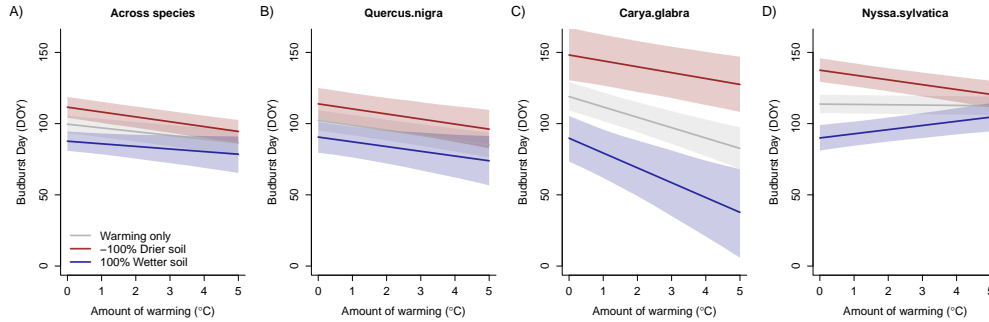 A) Across species
B) Quercus.nigra
C) Carya.glabra
D) Nyssa.sylvatica
Budburst Day (DOY)
150
100
50
0
Warming only
−100% Drier soil
100% Wetter soil
0 1 2 3 4 5
Amount of warming (°C)
Budburst Day (DOY)
150
100
50
0
0 1 2 3 4 5
Amount of warming (°C)
Budburst Day (DOY)
150
100
50
0
0 1 2 3 4 5
Amount of warming (°C)
Budburst Day (DOY)
150
100
50
0
0 1 2 3 4 5
Amount of warming (°C)